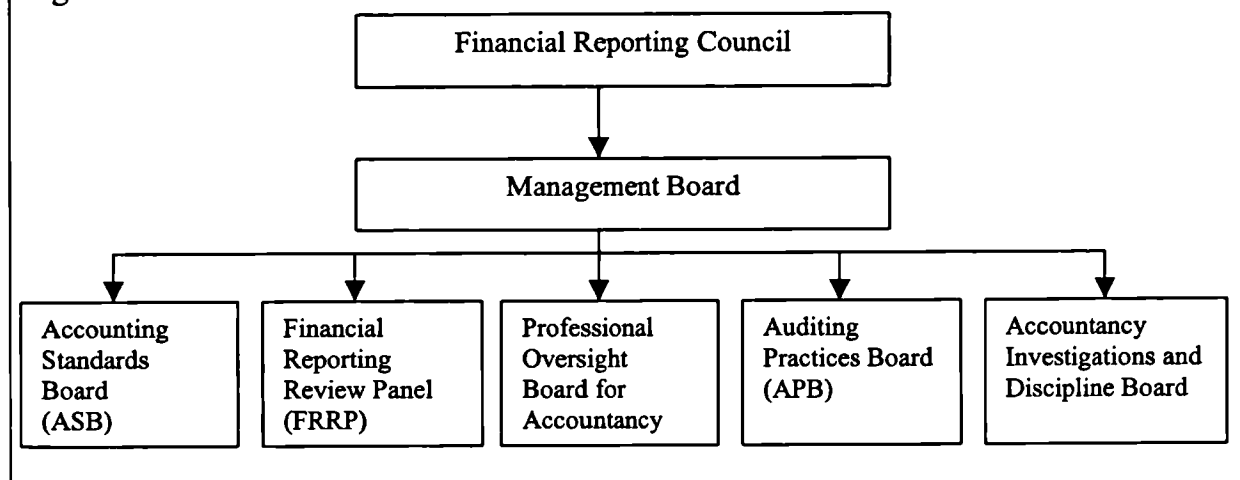 Financial Reporting Council
Management Board
Accounting
Standards
Board
(ASB)
Financial
Reporting
Review Panel
(FRRP)
Professional
Oversight
Board for
Accountancy
Auditing
Practices Board
(APB)
Accountancy
Investigations and
Discipline Board